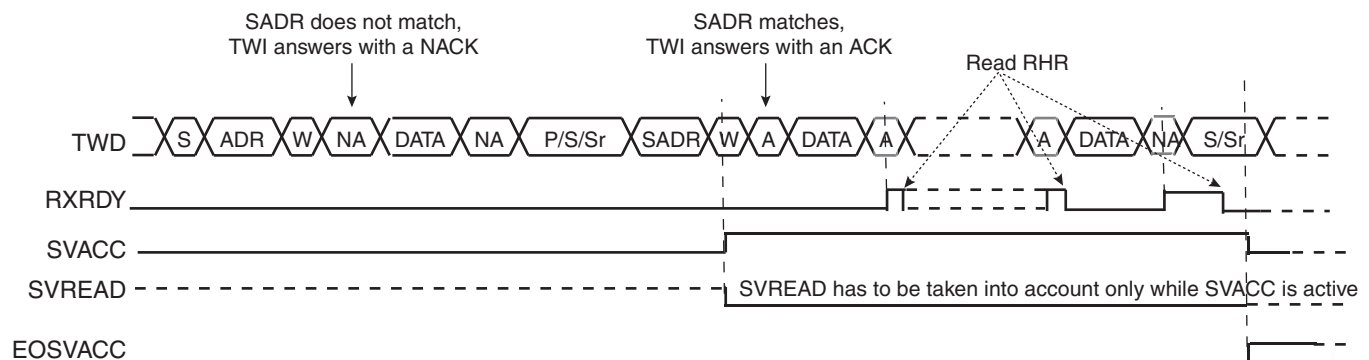 SADR does not match,
TWI answers with a NACK
SADR matches,
TWI answers with an ACK
Read RHR
TWD S ADR W NA DATA NA P/S/Sr SADR W A DATA A A DATA NA S/Sr
RXRDY
SVACC
SVREAD SVREAD has to be taken into account only while SVACC is active
EOSVACC